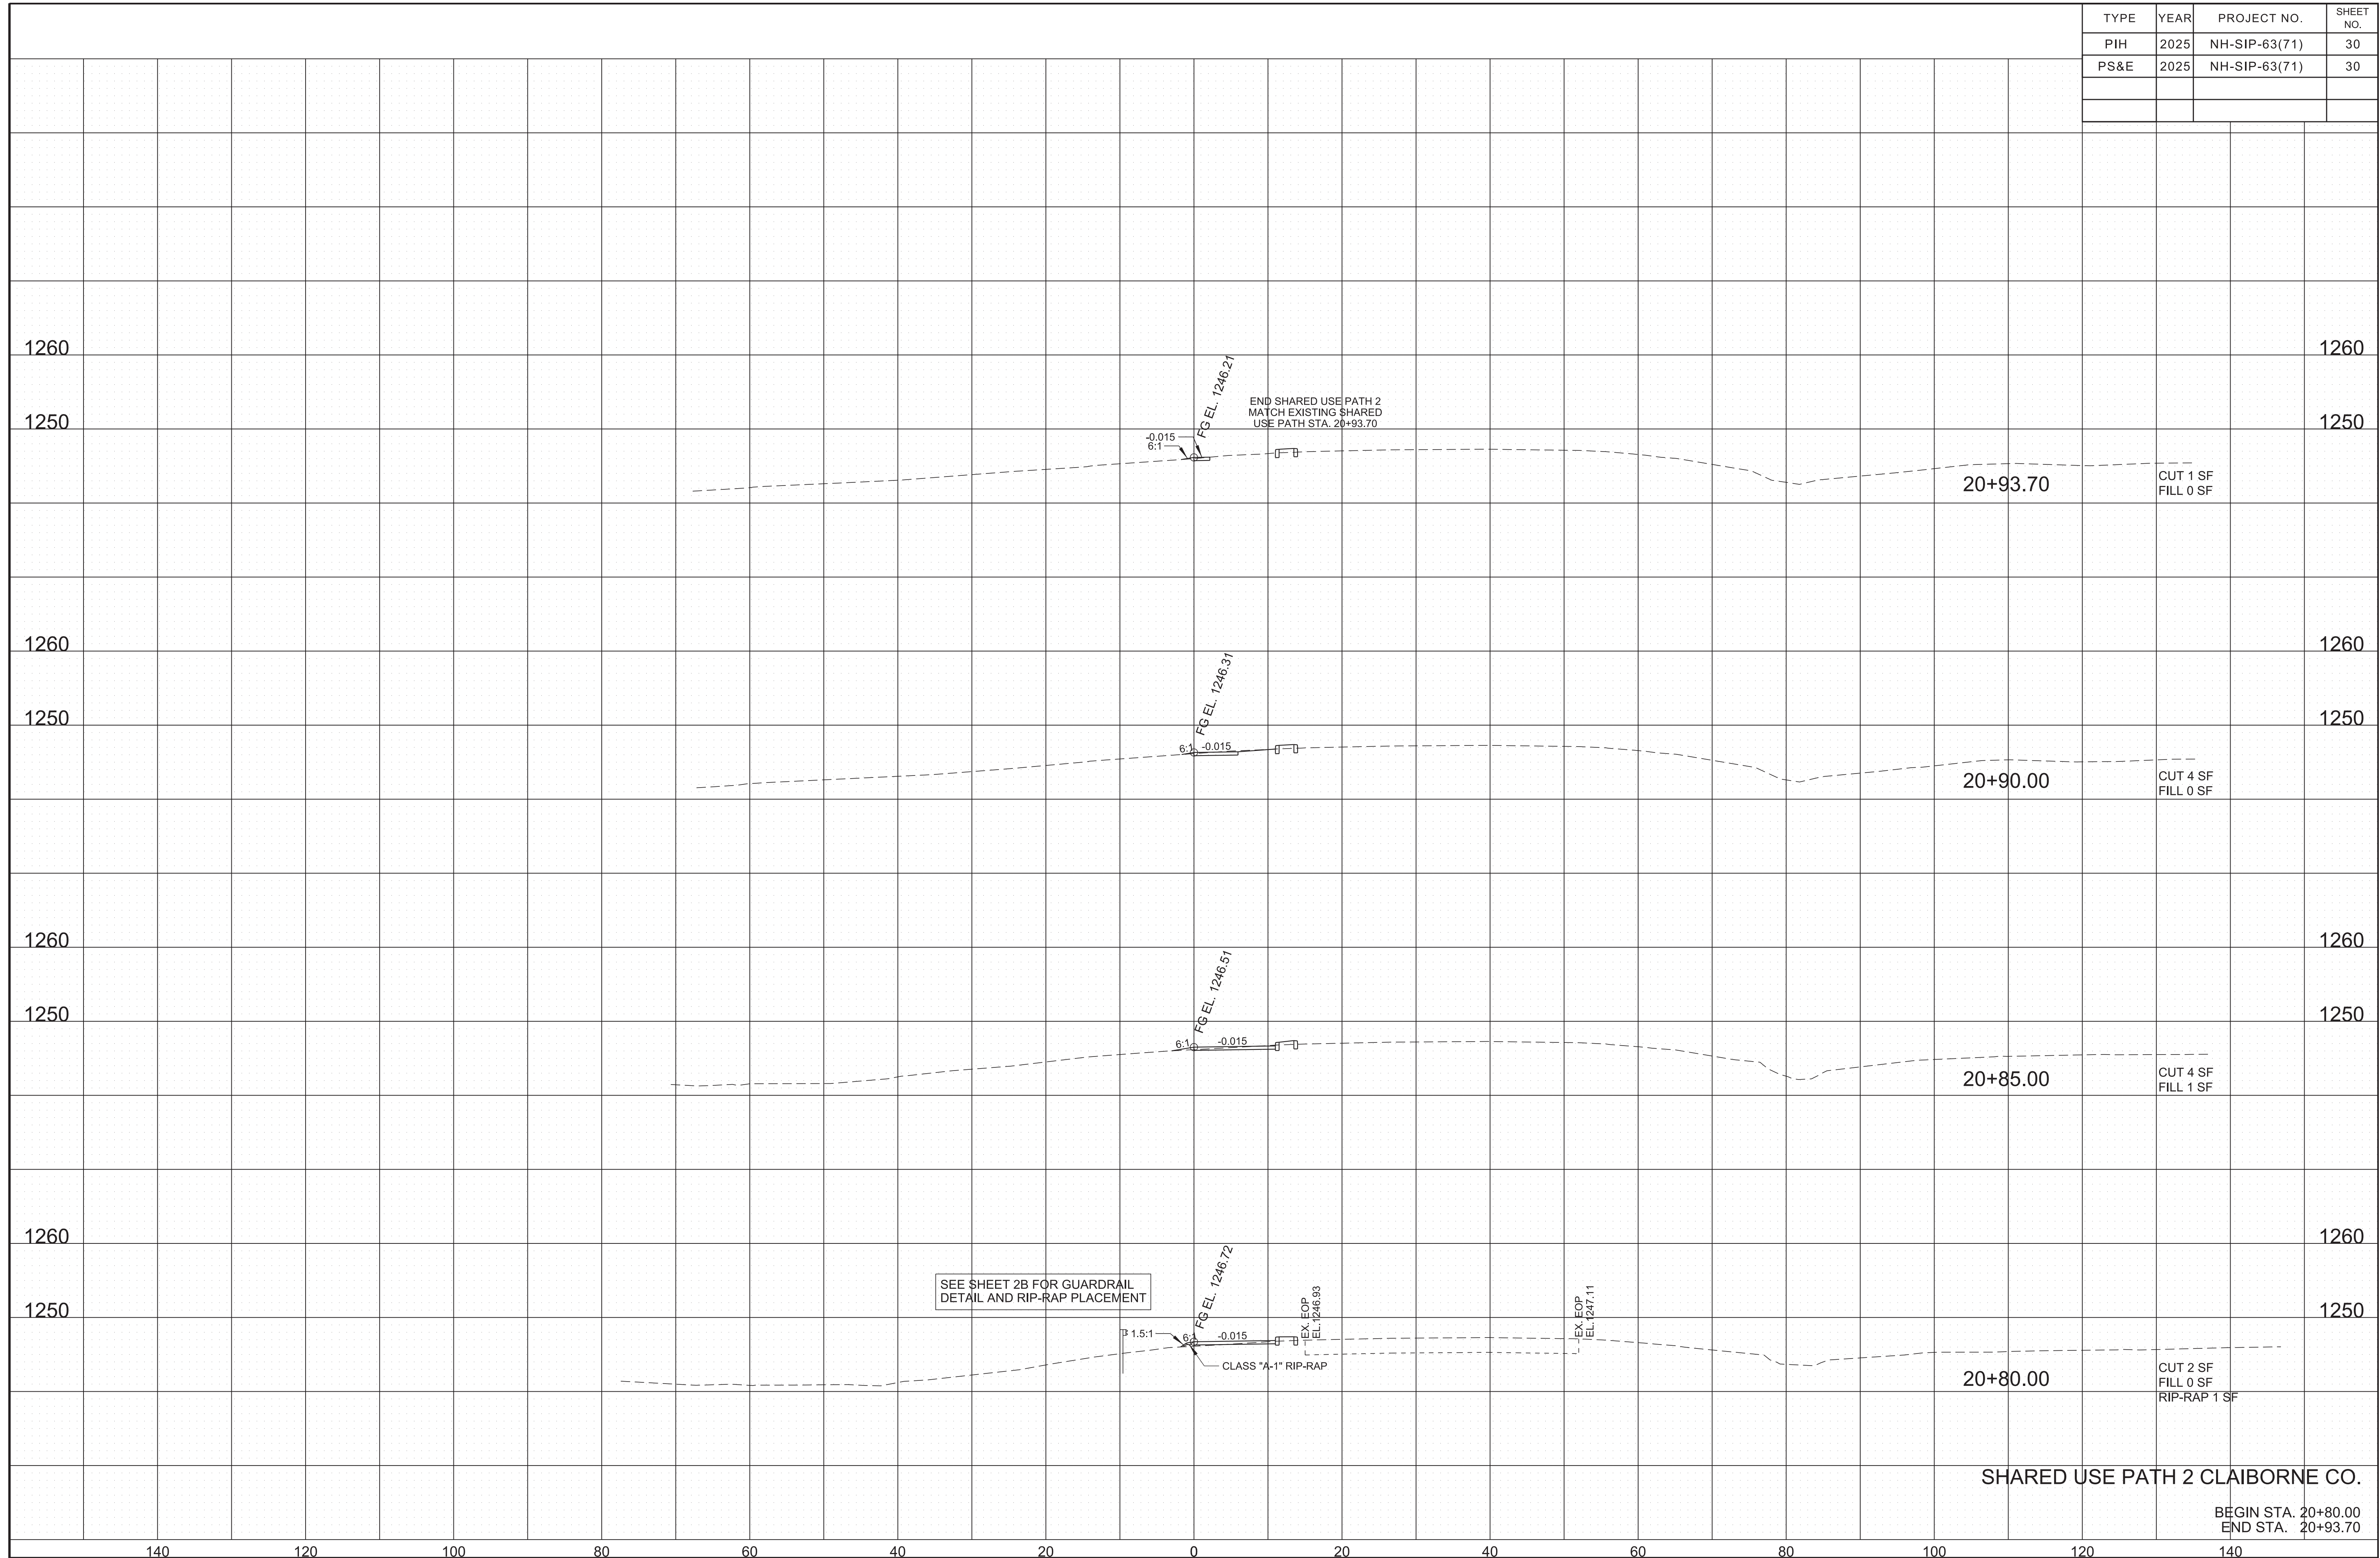 TYPE YEAR PROJECT NO. SHEET NO.
PIH 2025 NH-SIP-63(71) 30
PS&E 2025 NH-SIP-63(71) 30
1260 1260
FG EL. 1246.21
END SHARED USE PATH 2
MATCH EXISTING SHARED
USE PATH STA. 20+93.70
1250 1250
-0.015
6:1
20+93.70
CUT 1 SF
FILL 0 SF
1260 1260
FG EL. 1246.31
1250 1250
6:1 -0.015
20+90.00
CUT 4 SF
FILL 0 SF
1260 1260
FG EL. 1246.51
1250 1250
6:1 -0.015
20+85.00
CUT 4 SF
FILL 1 SF
1260 1260
FG EL. 1246.72
SEE SHEET 2B FOR GUARDRAIL
DETAIL AND RIP-RAP PLACEMENT
1250 1250
EX. EOP
EL.1246.93
EX. EOP
EL.1247.11
1.5:1 6:1 -0.015
CLASS "A-1" RIP-RAP
20+80.00
CUT 2 SF
FILL 0 SF
RIP-RAP 1 SF
SHARED USE PATH 2 CLAIBORNE CO.
BEGIN STA. 20+80.00
END STA. 20+93.70
140 120 100 80 60 40 20 0 20 40 60 80 100 120 140